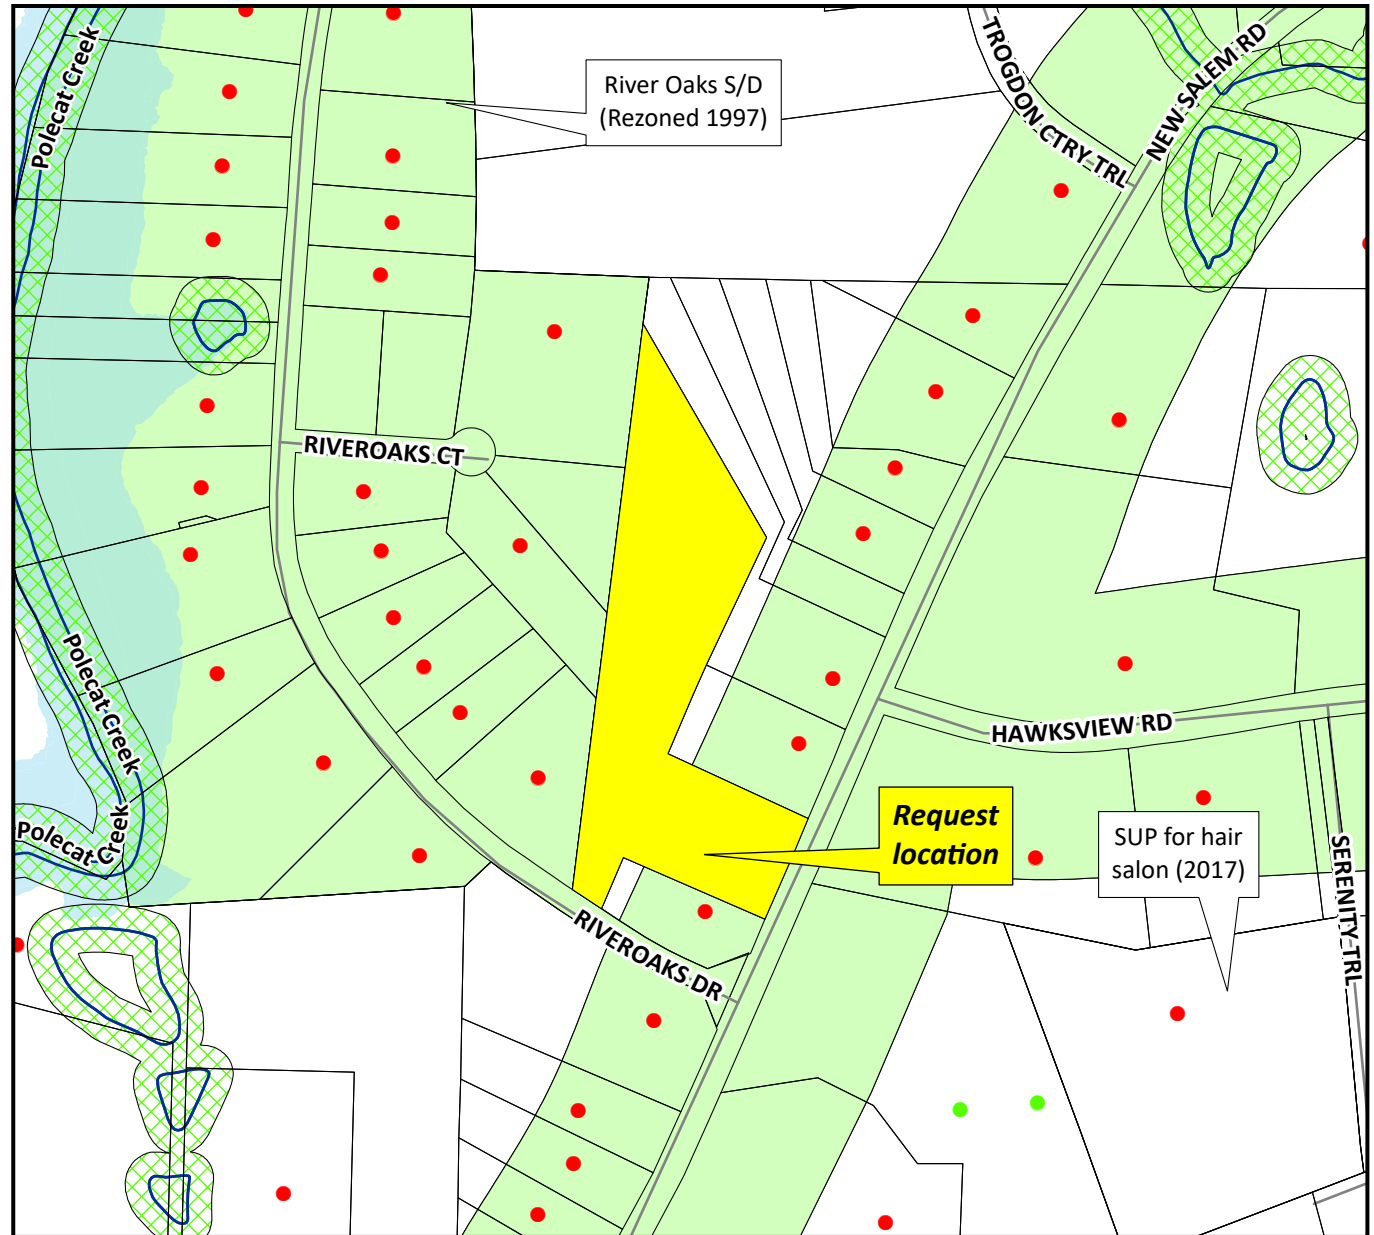 Polecat Creek
TROGDON CTRY TRL
NEW SALEM RD
River Oaks S/D
(Rezoned 1997)
RIVEROAKS CT
Polecat Creek
HAWKSVIEW RD
Request
location
Polecat Creek
SUP for hair
salon (2017)
SERENITY TRL
RIVEROAKS DR